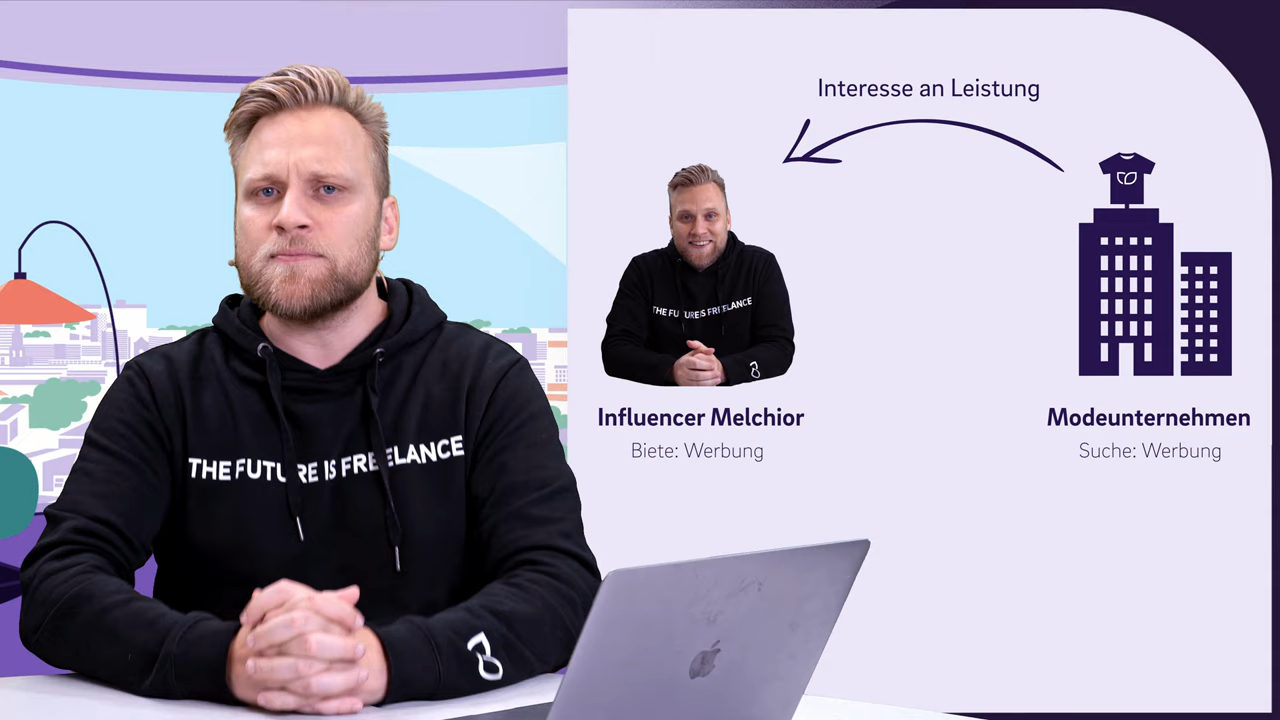 THE FUTURE IS FREELANCE
Interesse an Leistung
THE FUTURE IS FREELANCE
Influencer Melchior
Biete: Werbung
Modeunternehmen
Suche: Werbung